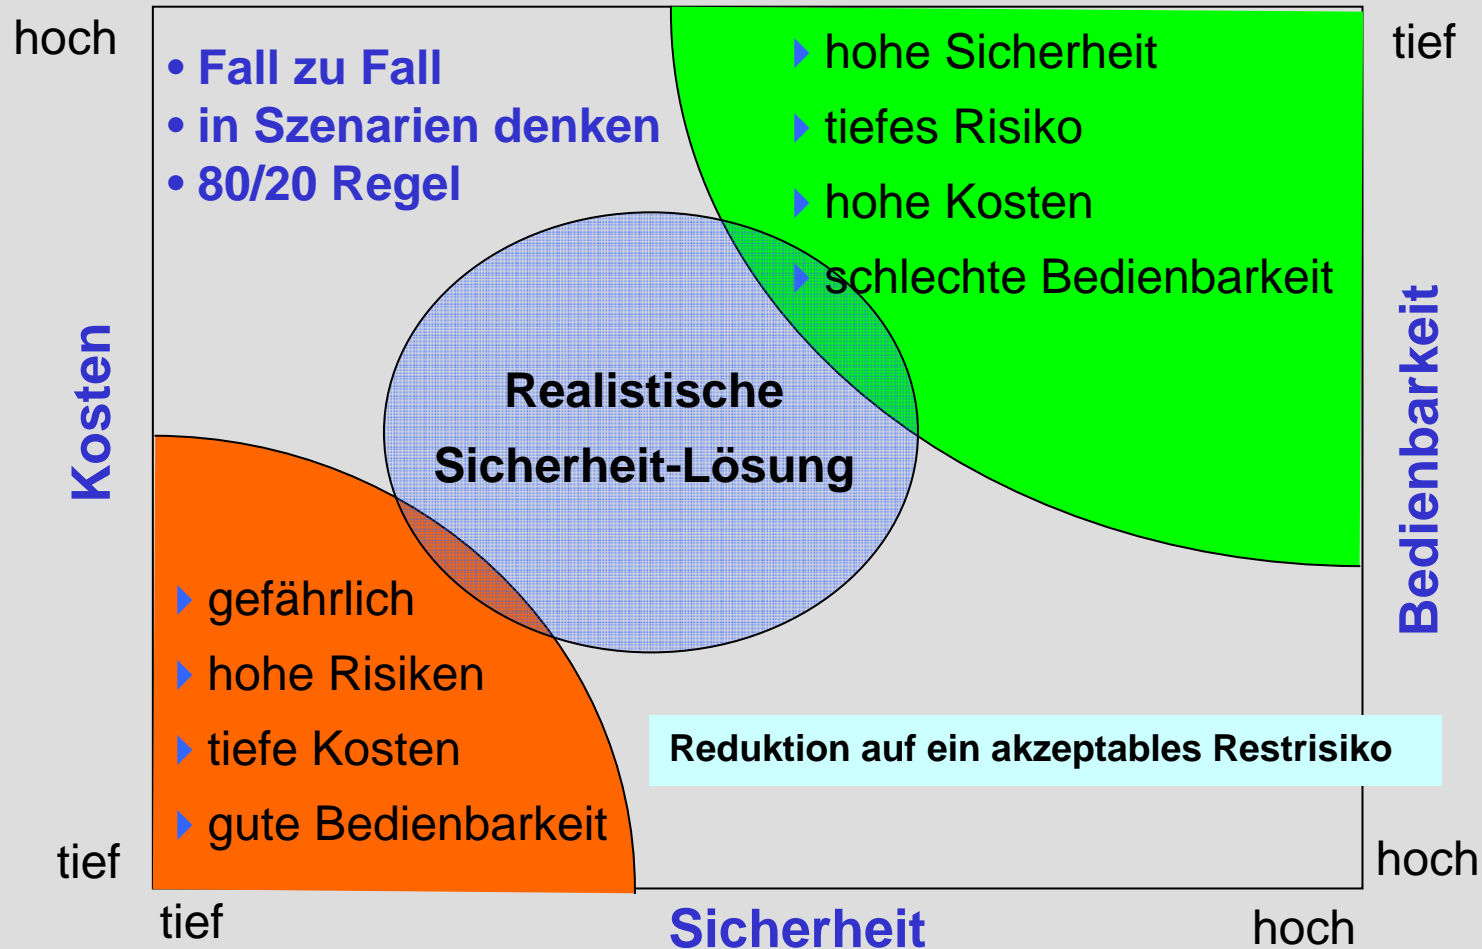 hoch
• Fall zu Fall
• in Szenarien denken
• 80/20 Regel
hohe Sicherheit
tiefes Risiko
hohe Kosten
schlechte Bedienbarkeit
tief
Kosten
Realistische
Sicherheit-Lösung
Bedienbarkeit
gefährlich
hohe Risiken
tiefe Kosten
gute Bedienbarkeit
Reduktion auf ein akzeptables Restrisiko
tief
hoch
tief
Sicherheit
hoch